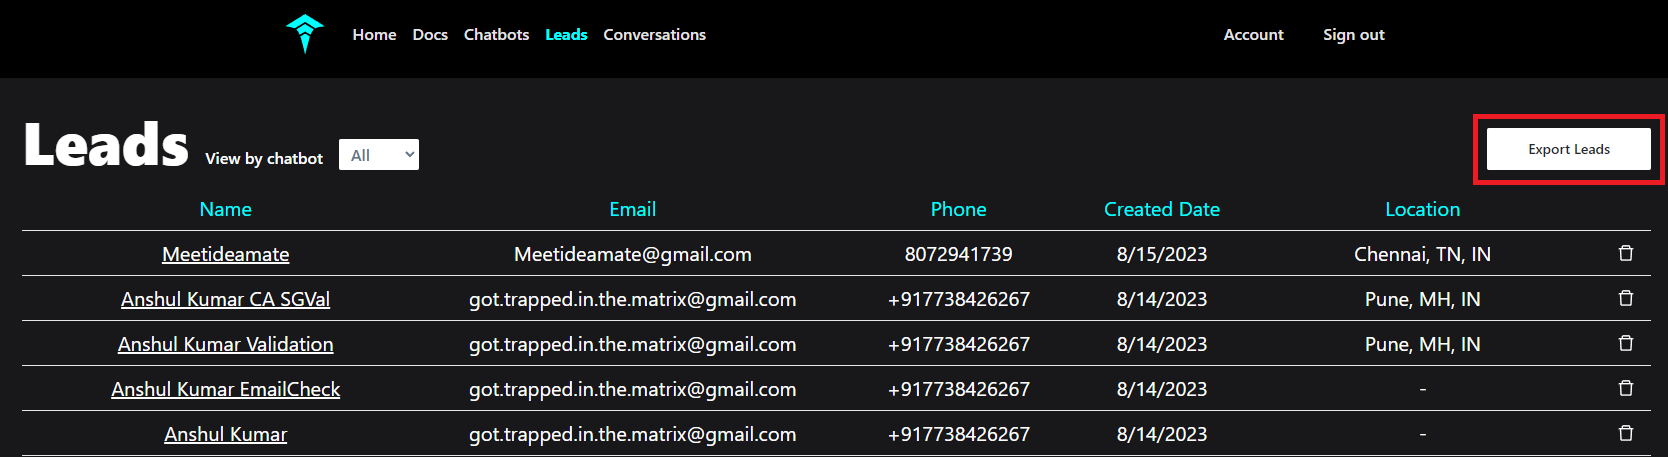 Home Docs Chatbots Leads Conversations Account Sign out
Leads View by chatbot All Export Leads
Name Email Phone Created Date Location
Meetideamate Meetideamate@gmail.com 8072941739 8/15/2023 Chennai, TN, IN
Anshul Kumar CA SGVal got.trapped.in.the.matrix@gmail.com +917738426267 8/14/2023 Pune, MH, IN
Anshul Kumar Validation got.trapped.in.the.matrix@gmail.com +917738426267 8/14/2023 Pune, MH, IN
Anshul Kumar EmailCheck got.trapped.in.the.matrix@gmail.com +917738426267 8/14/2023 -
Anshul Kumar got.trapped.in.the.matrix@gmail.com +917738426267 8/14/2023 -